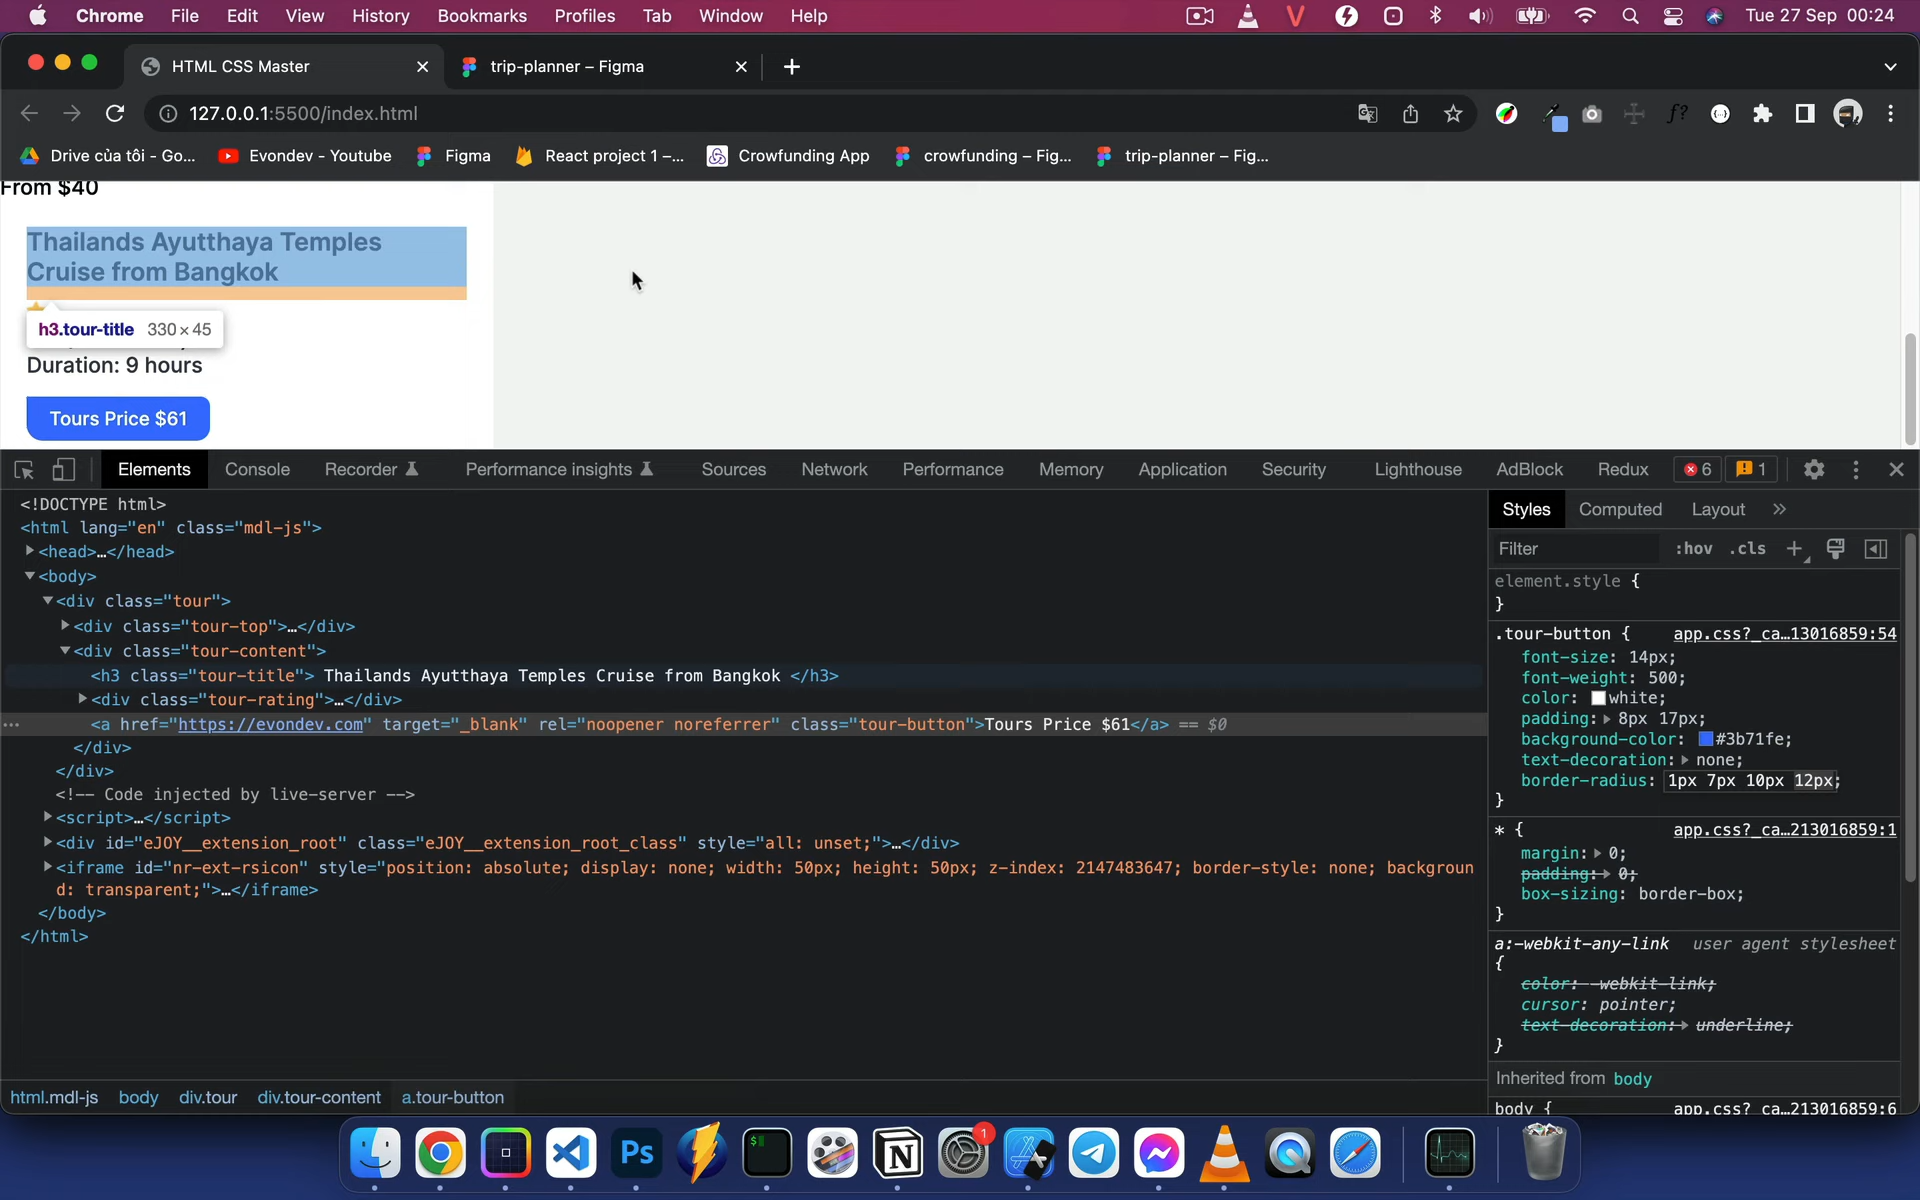 Chrome File Edit View History Bookmarks Profiles Tab Window Help Tue 27 Sep 00:24
HTML CSS Master trip-planner – Figma
127.0.0.1:5500/index.html
Drive của tôi - Go... Evondev - Youtube Figma React project 1 –... Crowfunding App crowfunding – Fig... trip-planner – Fig...
From $40
Thailands Ayutthaya Temples
Cruise from Bangkok
h3.tour-title 330 × 45
Duration: 9 hours
Tours Price $61
Elements Console Recorder Performance insights Sources Network Performance Memory Application Security Lighthouse AdBlock Redux 6 1
<!DOCTYPE html>
<html lang="en" class="mdl-js">
<head>…</head>
<body>
<div class="tour">
<div class="tour-top">…</div>
<div class="tour-content">
<h3 class="tour-title"> Thailands Ayutthaya Temples Cruise from Bangkok </h3>
<div class="tour-rating">…</div>
<a href="https://evondev.com" target="_blank" rel="noopener noreferrer" class="tour-button">Tours Price $61</a> == $0
</div>
</div>
<!-- Code injected by live-server -->
<script>…</script>
<div id="eJOY__extension_root" class="eJOY__extension_root_class" style="all: unset;">…</div>
<iframe id="nr-ext-rsicon" style="position: absolute; display: none; width: 50px; height: 50px; z-index: 2147483647; border-style: none; backgroun
d: transparent;">…</iframe>
</body>
</html>
html.mdl-js body div.tour div.tour-content a.tour-button
Styles Computed Layout »
Filter :hov .cls +
element.style {
}
.tour-button { app.css?_ca…13016859:54
font-size: 14px;
font-weight: 500;
color: white;
padding: 8px 17px;
background-color: #3b71fe;
text-decoration: none;
border-radius: 1px 7px 10px 12px;
}
* { app.css?_ca…213016859:1
margin: 0;
padding: 0;
box-sizing: border-box;
}
a:-webkit-any-link user agent stylesheet
{
color: -webkit-link;
cursor: pointer;
text-decoration: underline;
}
Inherited from body
body { app.css?_ca…213016859:6
Ps
1